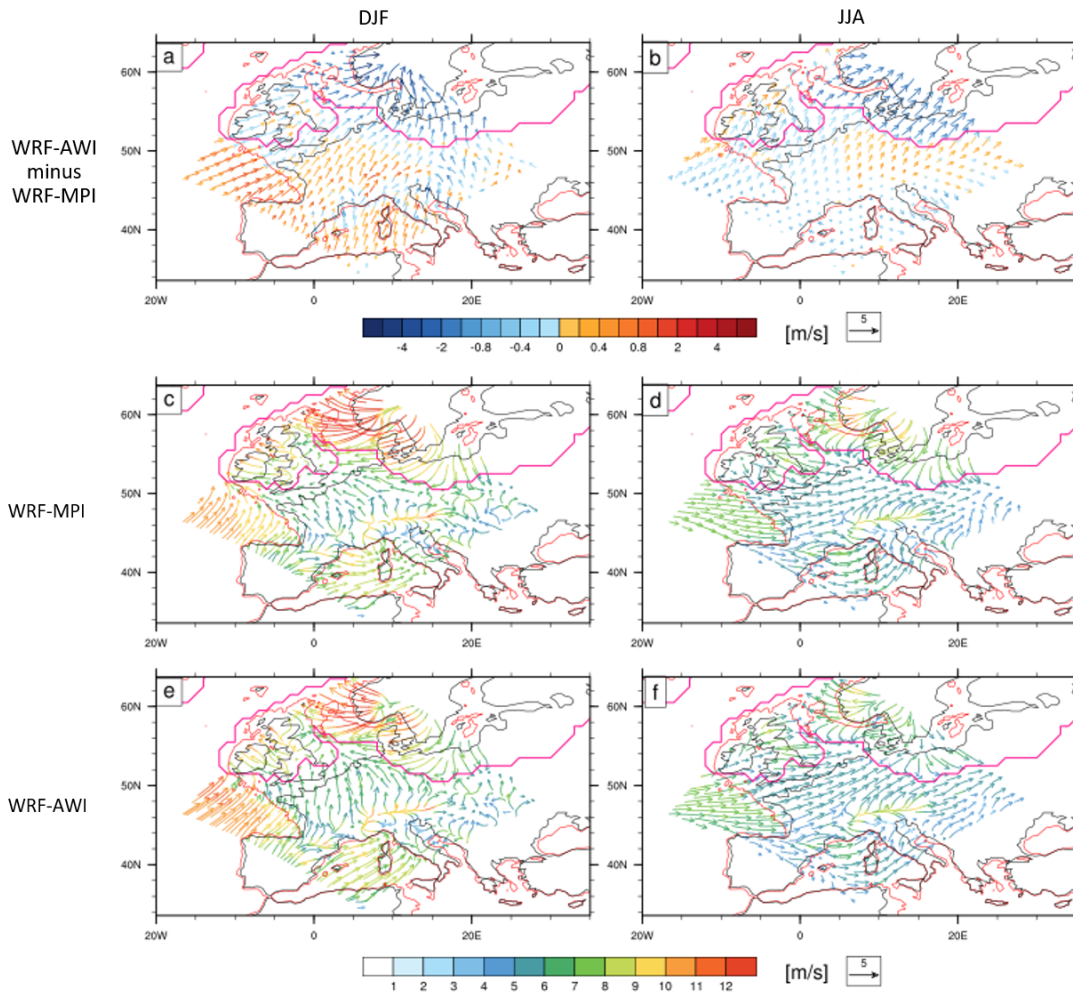 DJF JJA
a b
60N 60N
50N 50N
40N 40N
WRF-AWI
minus
WRF-MPI
20W 0 20E 20W 0 20E
-4 -2 -0.8 -0.4 0 0.4 0.8 2 4 [m/s] 5
c d
60N 60N
50N 50N
40N 40N
WRF-MPI
20W 0 20E 20W 0 20E
e f
60N 60N
50N 50N
40N 40N
WRF-AWI
20W 0 20E 20W 0 20E
1 2 3 4 5 6 7 8 9 10 11 12 [m/s] 5